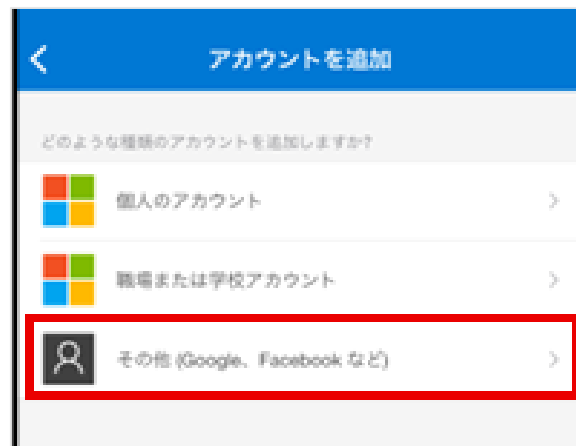 アカウントを追加
どのような種類のアカウントを追加しますか?
個人のアカウント
職場または学校アカウント
その他 (Google、Facebook など)